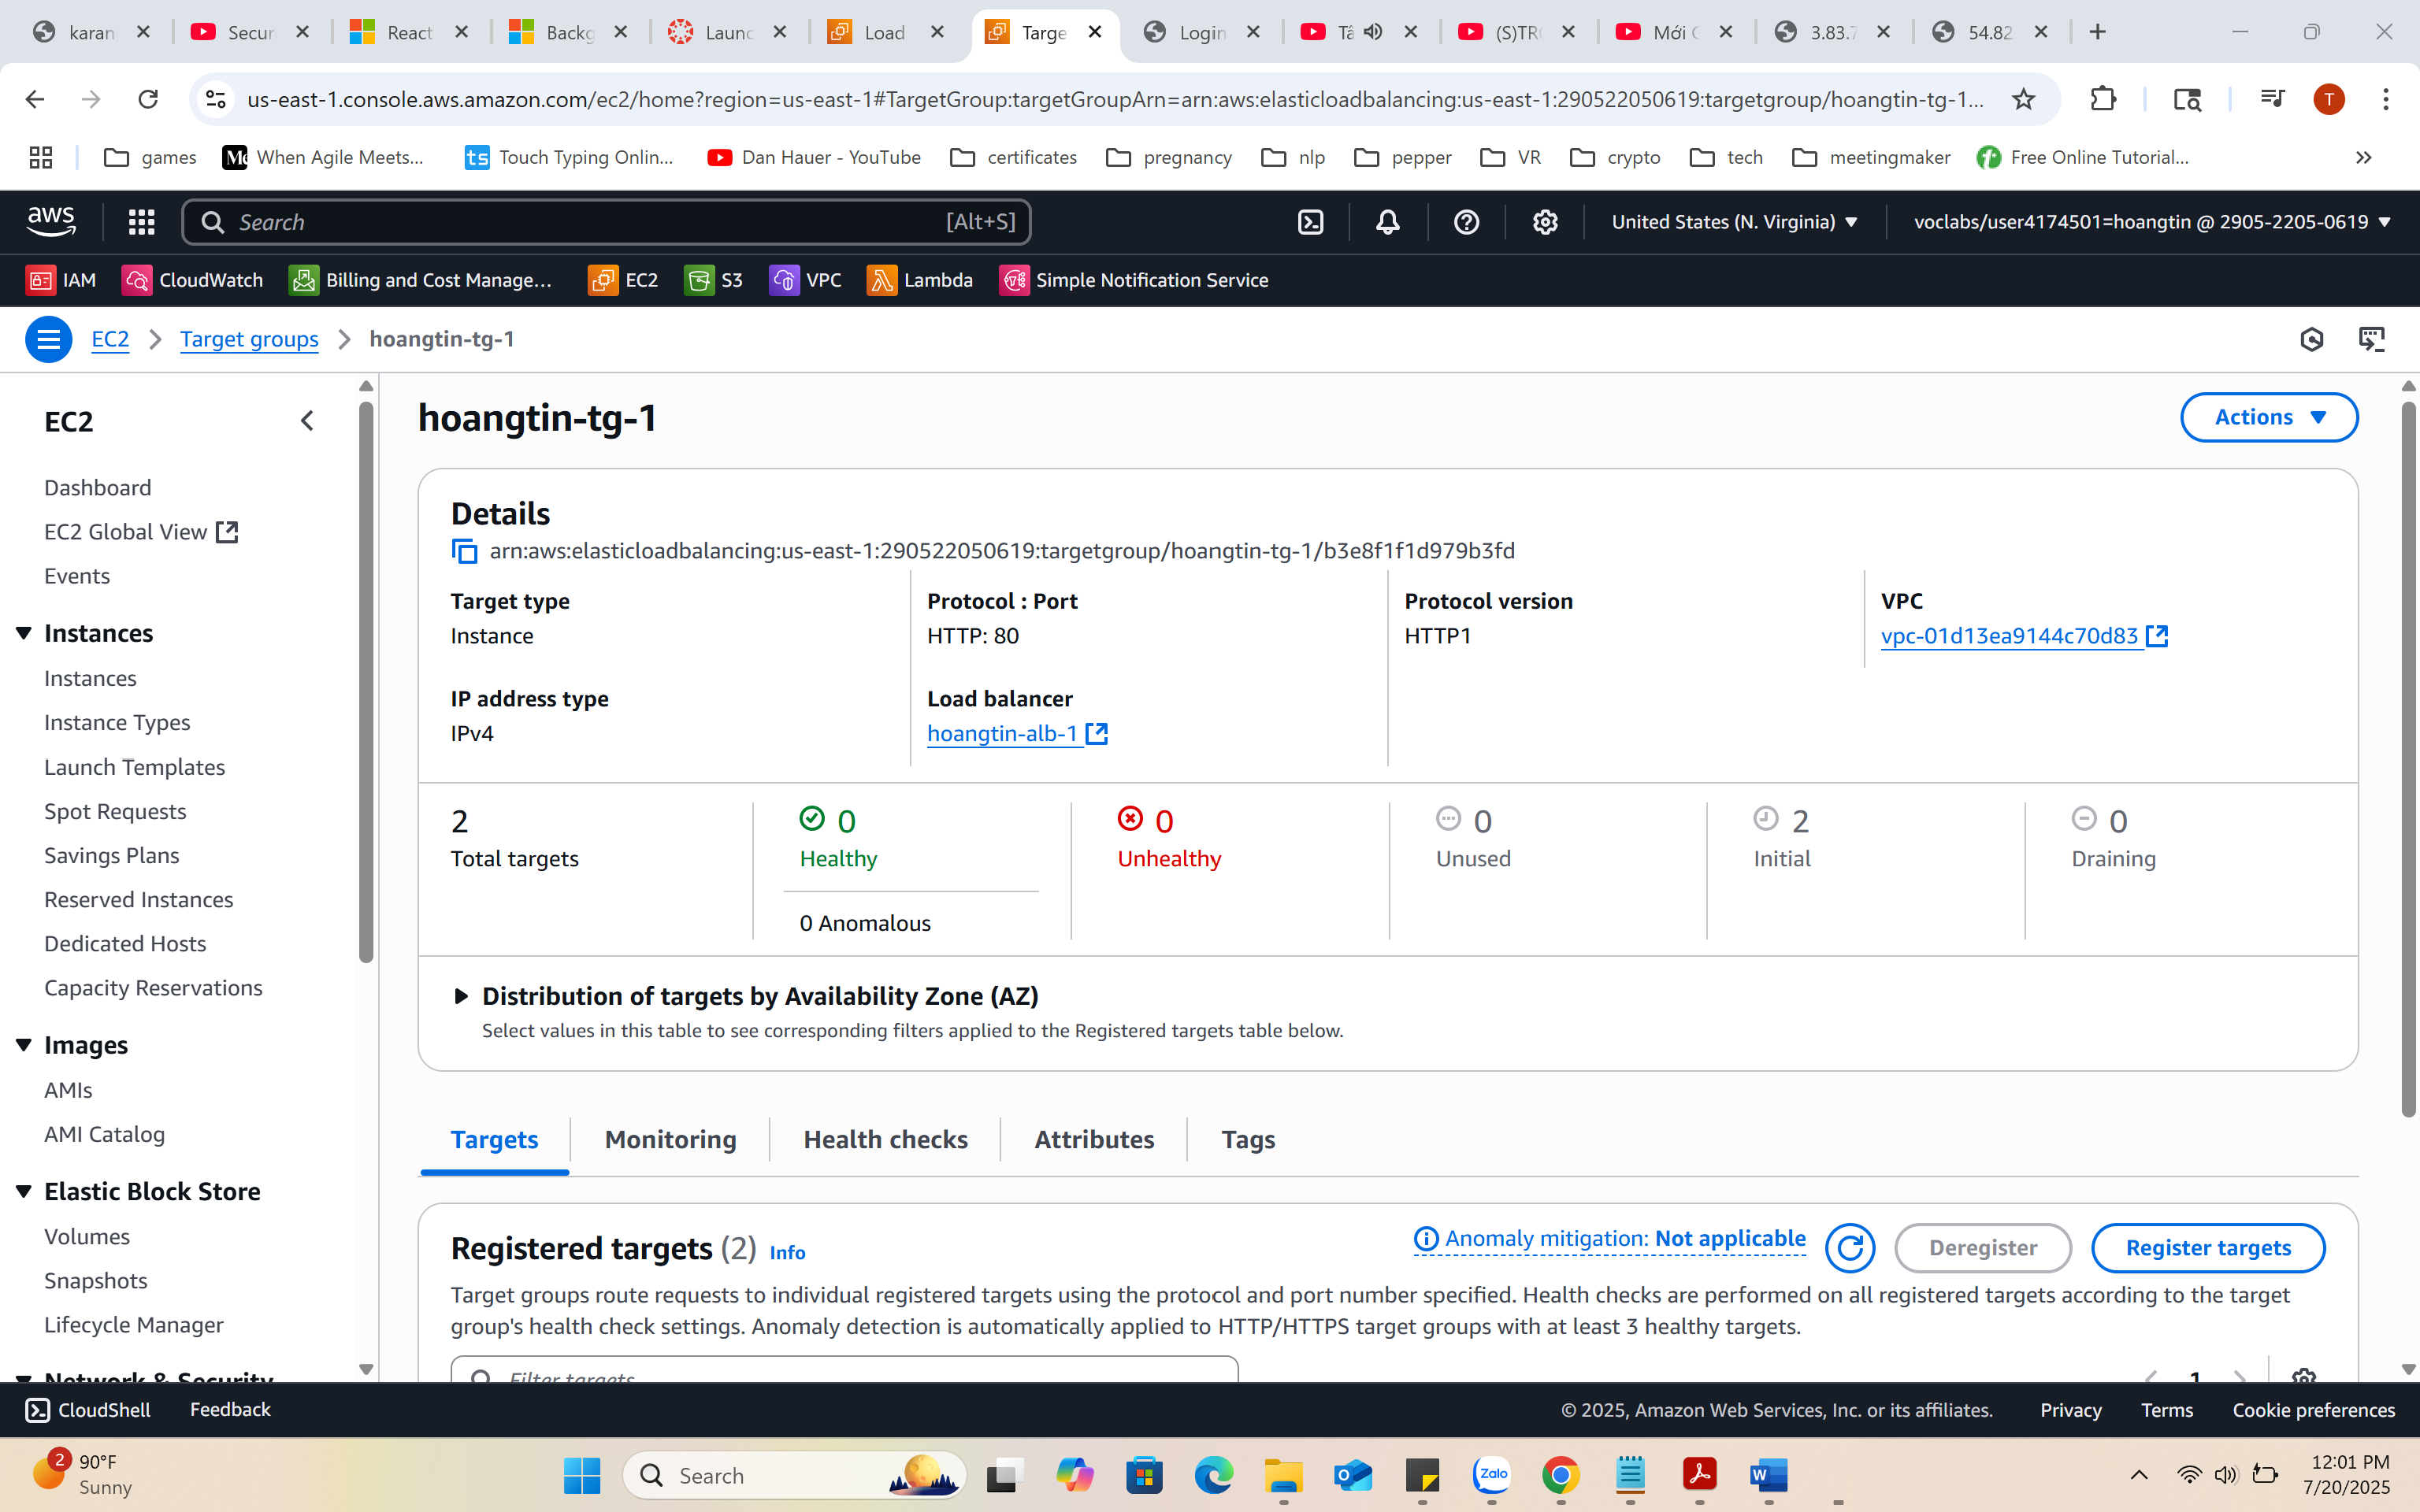 karan
Secur
React
Backg
Launc
Load
Targe
Login
Tâ
(S)TR
Mới
3.83.7
54.82
us-east-1.console.aws.amazon.com/ec2/home?region=us-east-1#TargetGroup:targetGroupArn=arn:aws:elasticloadbalancing:us-east-1:290522050619:targetgroup/hoangtin-tg-1...
T
games
When Agile Meets...
Touch Typing Onlin...
Dan Hauer - YouTube
certificates
pregnancy
nlp
pepper
VR
crypto
tech
meetingmaker
Free Online Tutorial...
aws
Search
[Alt+S]
United States (N. Virginia)
voclabs/user4174501=hoangtin @ 2905-2205-0619
IAM
CloudWatch
Billing and Cost Manage...
EC2
S3
VPC
Lambda
Simple Notification Service
EC2
Target groups
hoangtin-tg-1
EC2
Dashboard
EC2 Global View
Events
Instances
Instances
Instance Types
Launch Templates
Spot Requests
Savings Plans
Reserved Instances
Dedicated Hosts
Capacity Reservations
Images
AMIs
AMI Catalog
Elastic Block Store
Volumes
Snapshots
Lifecycle Manager
Network & Security
hoangtin-tg-1
Actions
Details
arn:aws:elasticloadbalancing:us-east-1:290522050619:targetgroup/hoangtin-tg-1/b3e8f1f1d979b3fd
Target type
Instance
Protocol : Port
HTTP: 80
Protocol version
HTTP1
VPC
vpc-01d13ea9144c70d83
IP address type
IPv4
Load balancer
hoangtin-alb-1
2
Total targets
0
Healthy
0 Anomalous
0
Unhealthy
0
Unused
2
Initial
0
Draining
Distribution of targets by Availability Zone (AZ)
Select values in this table to see corresponding filters applied to the Registered targets table below.
Targets
Monitoring
Health checks
Attributes
Tags
Registered targets (2) Info
Anomaly mitigation: Not applicable
Deregister
Register targets
Target groups route requests to individual registered targets using the protocol and port number specified. Health checks are performed on all registered targets according to the target
group's health check settings. Anomaly detection is automatically applied to HTTP/HTTPS target groups with at least 3 healthy targets.
Filter targets
1
CloudShell
Feedback
© 2025, Amazon Web Services, Inc. or its affiliates.
Privacy
Terms
Cookie preferences
2
90°F
Sunny
Search
Zalo
12:01 PM
7/20/2025